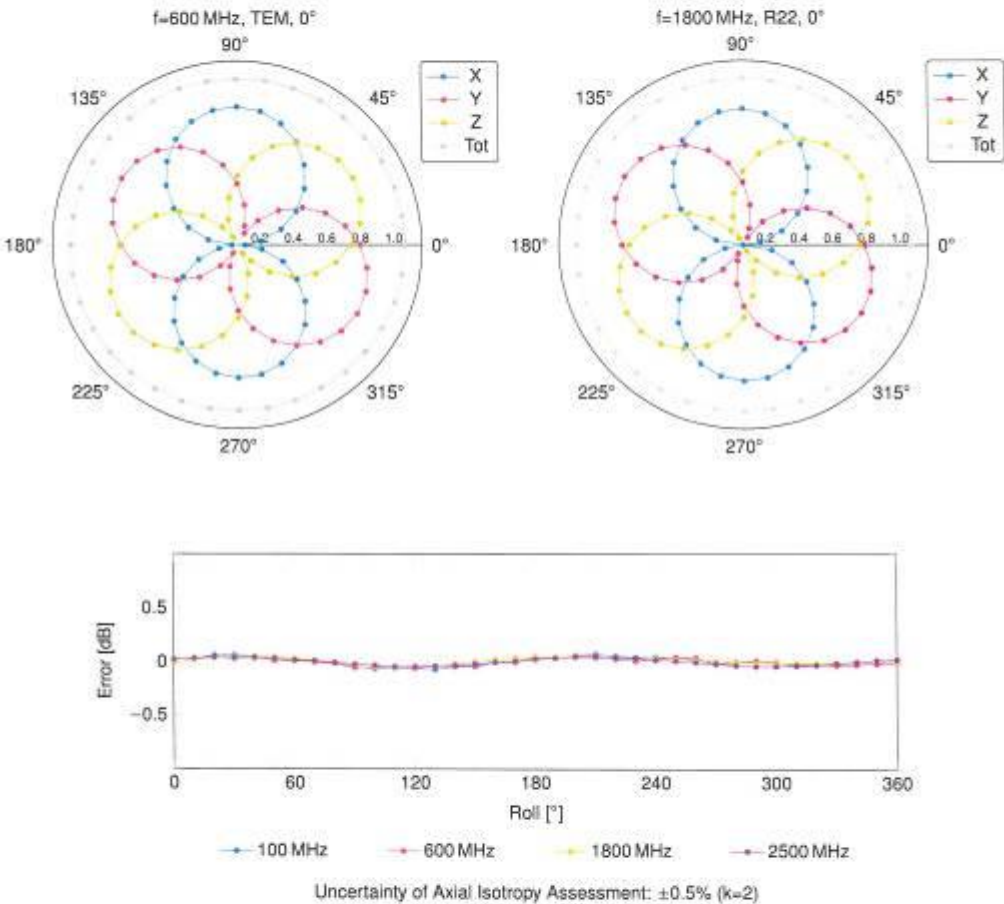 f=600 MHz, TEM, 0°
90°
135°
45°
180°
0°
225°
315°
270°
0.2 0.4 0.6 0.8 1.0
X
Y
Z
Tot
f=1800 MHz, R22, 0°
90°
135°
45°
180°
0°
225°
315°
270°
0.2 0.4 0.6 0.8 1.0
X
Y
Z
Tot
Error [dB]
0.5
0
−0.5
0 60 120 180 240 300 360
Roll [°]
100 MHz 600 MHz 1800 MHz 2500 MHz
Uncertainty of Axial Isotropy Assessment: ±0.5% (k=2)